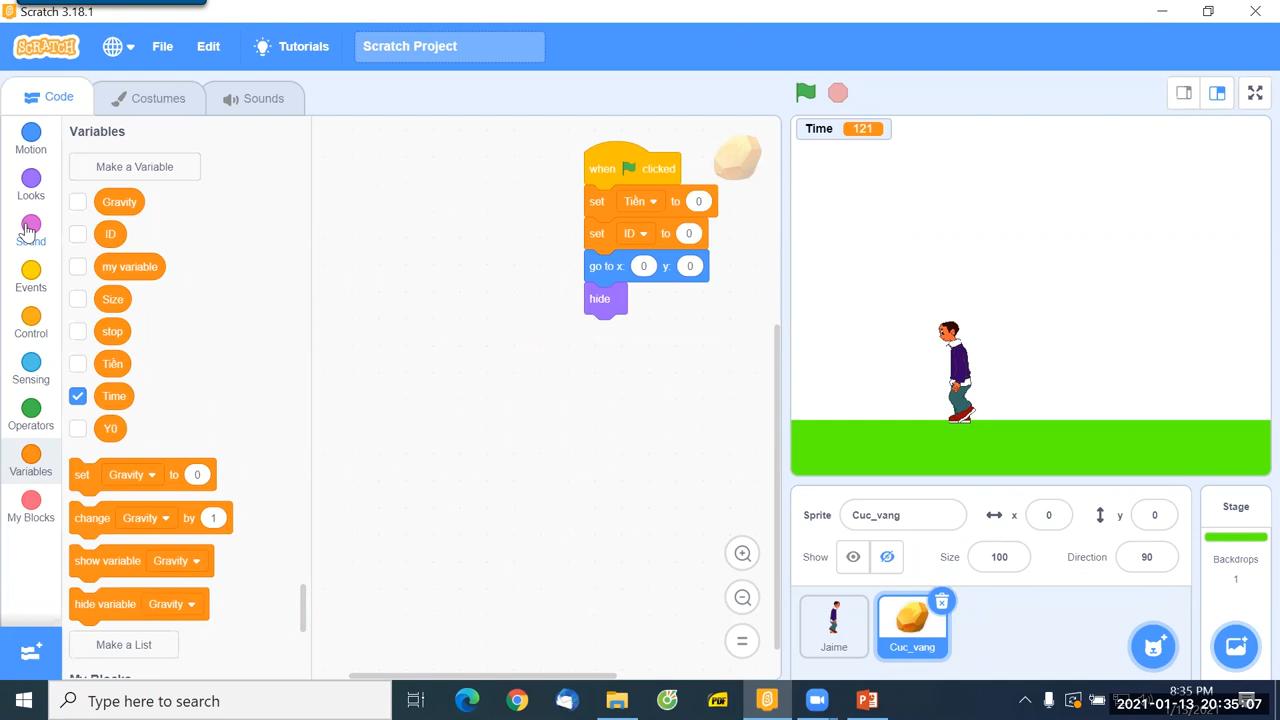 Scratch 3.18.1
SCRATCH
File
Edit
Tutorials
Scratch Project
Code
Costumes
Sounds
Motion
Looks
Sound
Events
Control
Sensing
Operators
Variables
My Blocks
Variables
Make a Variable
Gravity
ID
my variable
Size
stop
Tiền
Time
Y0
set Gravity to 0
change Gravity by 1
show variable Gravity
hide variable Gravity
Make a List
when clicked
set Tiền to 0
set ID to 0
go to x: 0 y: 0
hide
Time 121
Sprite Cuc_vang x 0 y 0
Show Size 100 Direction 90
Jaime
Cuc_vang
Stage
Backdrops
1
Type here to search
PDF
8:35 PM
2021-01-13 20:35:07